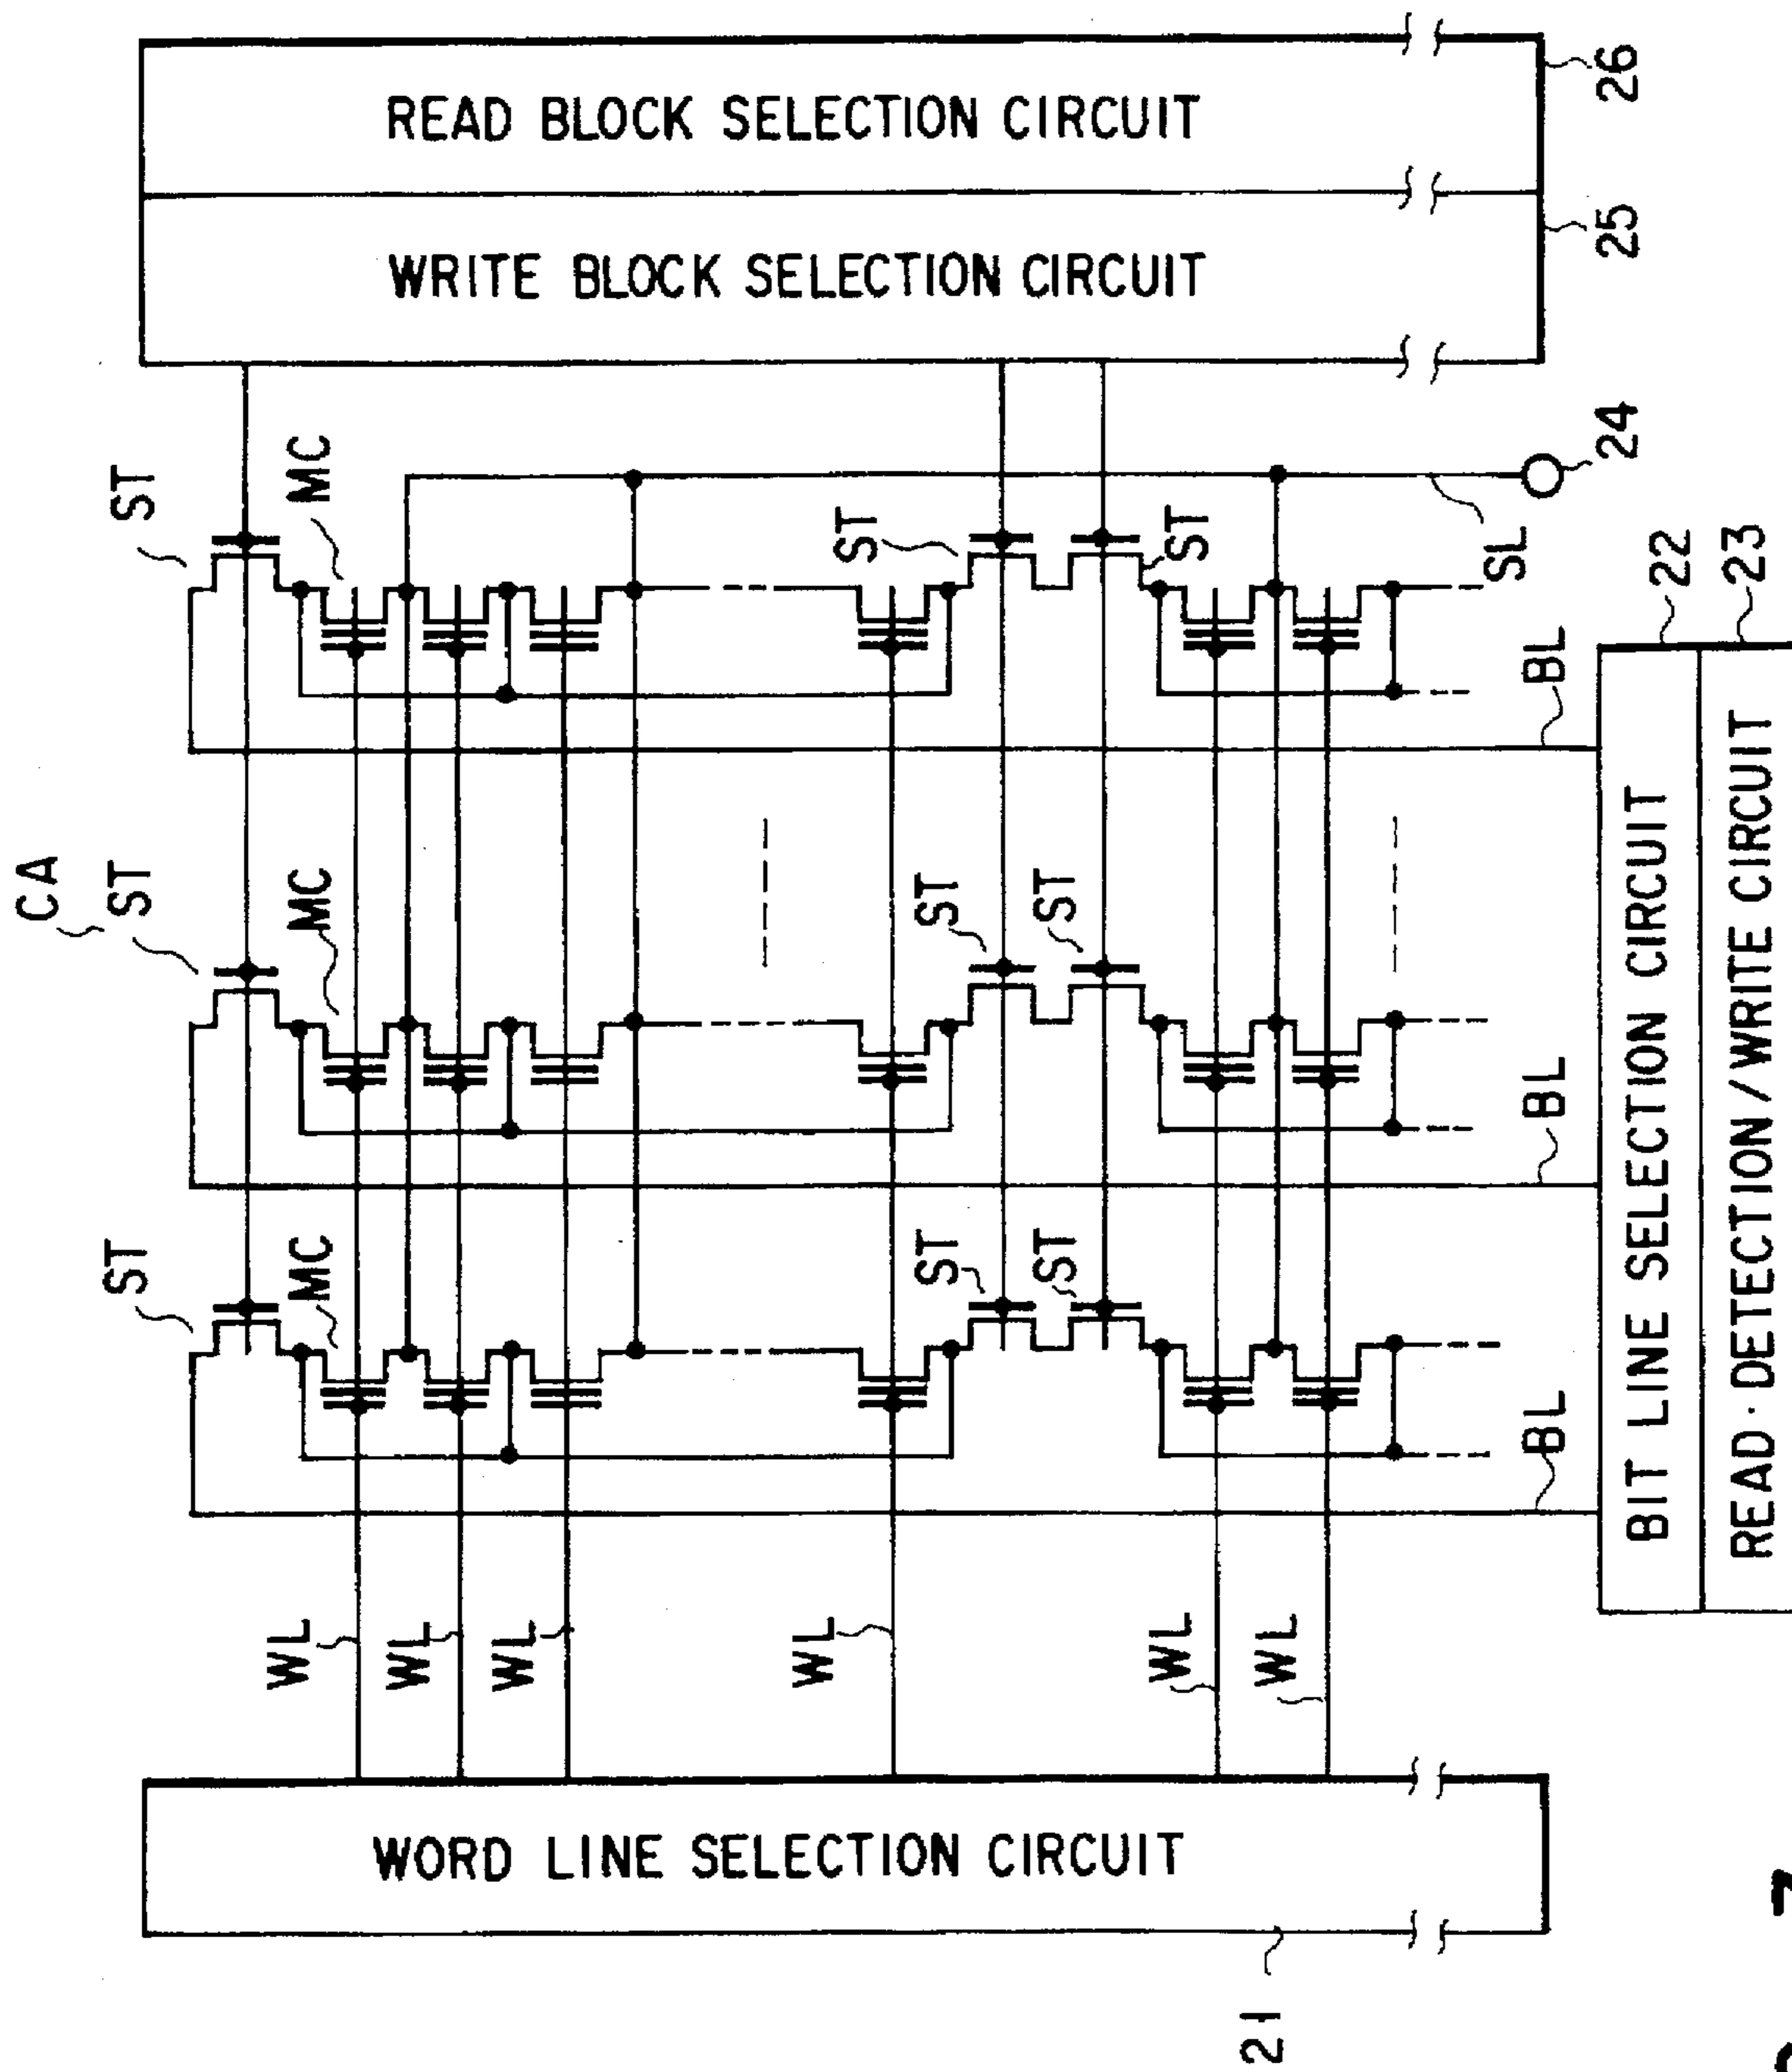 READ BLOCK SELECTION CIRCUIT
26
WRITE BLOCK SELECTION CIRCUIT
25
24
ST
MC
ST
ST
SL
22
23
BL
CA
ST
MC
ST
ST
BL
ST
MC
ST
ST
BL
BIT LINE SELECTION CIRCUIT
READ·DETECTION/WRITE CIRCUIT
WL
WL
WL
WL
WL
WL
WORD LINE SELECTION CIRCUIT
21
7